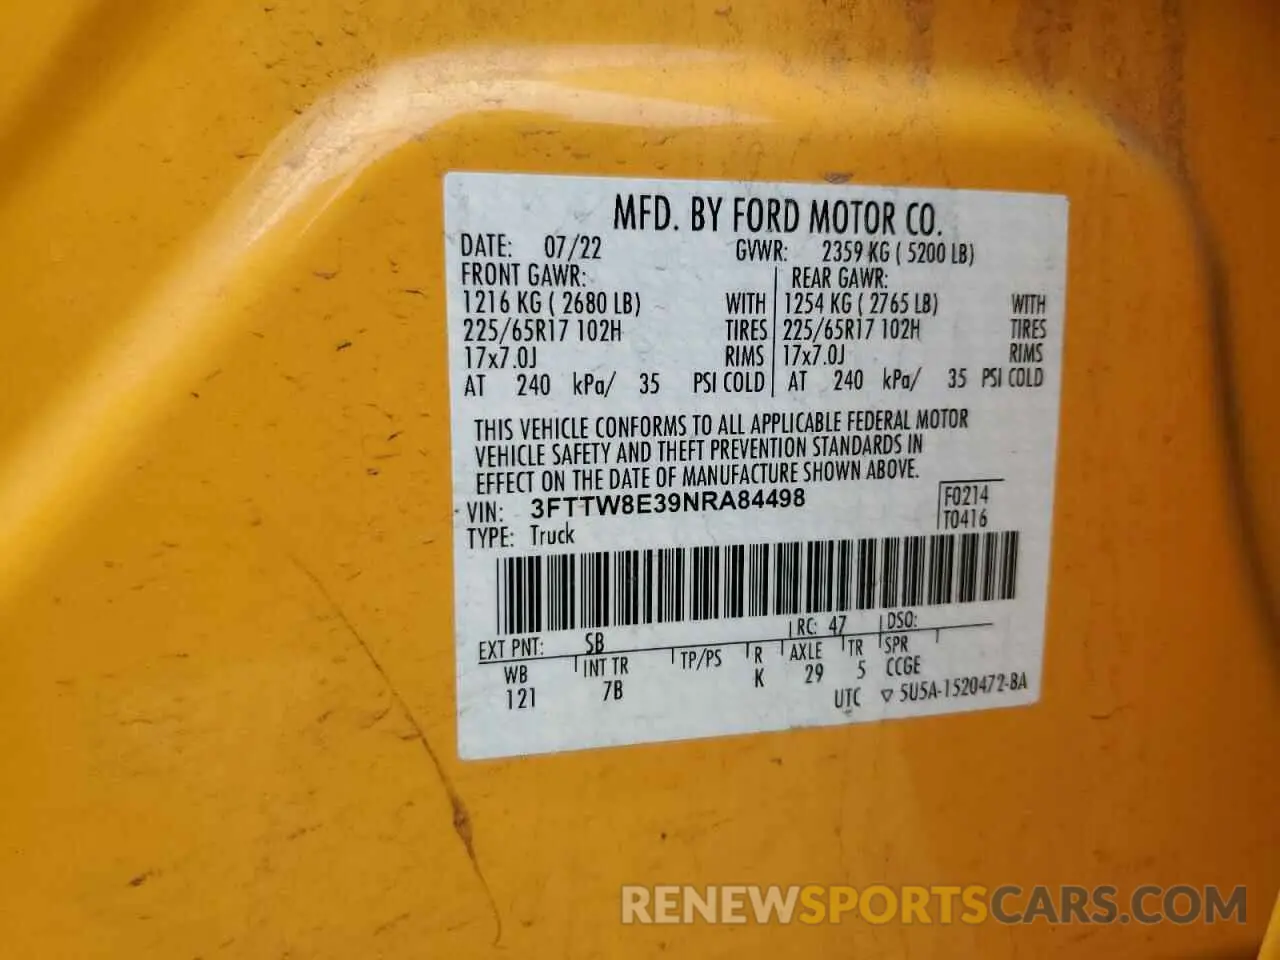 MFD. BY FORD MOTOR CO.
DATE: 07/22 GVWR: 2359 KG ( 5200 LB)
FRONT GAWR: REAR GAWR:
1216 KG ( 2680 LB) WITH 1254 KG ( 2765 LB) WITH
225/65R17 102H TIRES 225/65R17 102H TIRES
17x7.0J RIMS 17x7.0J RIMS
AT 240 kPa/ 35 PSI COLD AT 240 kPa/ 35 PSI COLD
THIS VEHICLE CONFORMS TO ALL APPLICABLE FEDERAL MOTOR
VEHICLE SAFETY AND THEFT PREVENTION STANDARDS IN
EFFECT ON THE DATE OF MANUFACTURE SHOWN ABOVE.
VIN: 3FTTW8E39NRA84498 F0214
TYPE: Truck T0416
EXT PNT: SB RC: 47 DSO:
WB INT TR TP/PS R AXLE TR SPR
121 7B K 29 5 CCGE
UTC ▽ 5U5A-1520472-BA
RENEWSPORTSCARS.COM